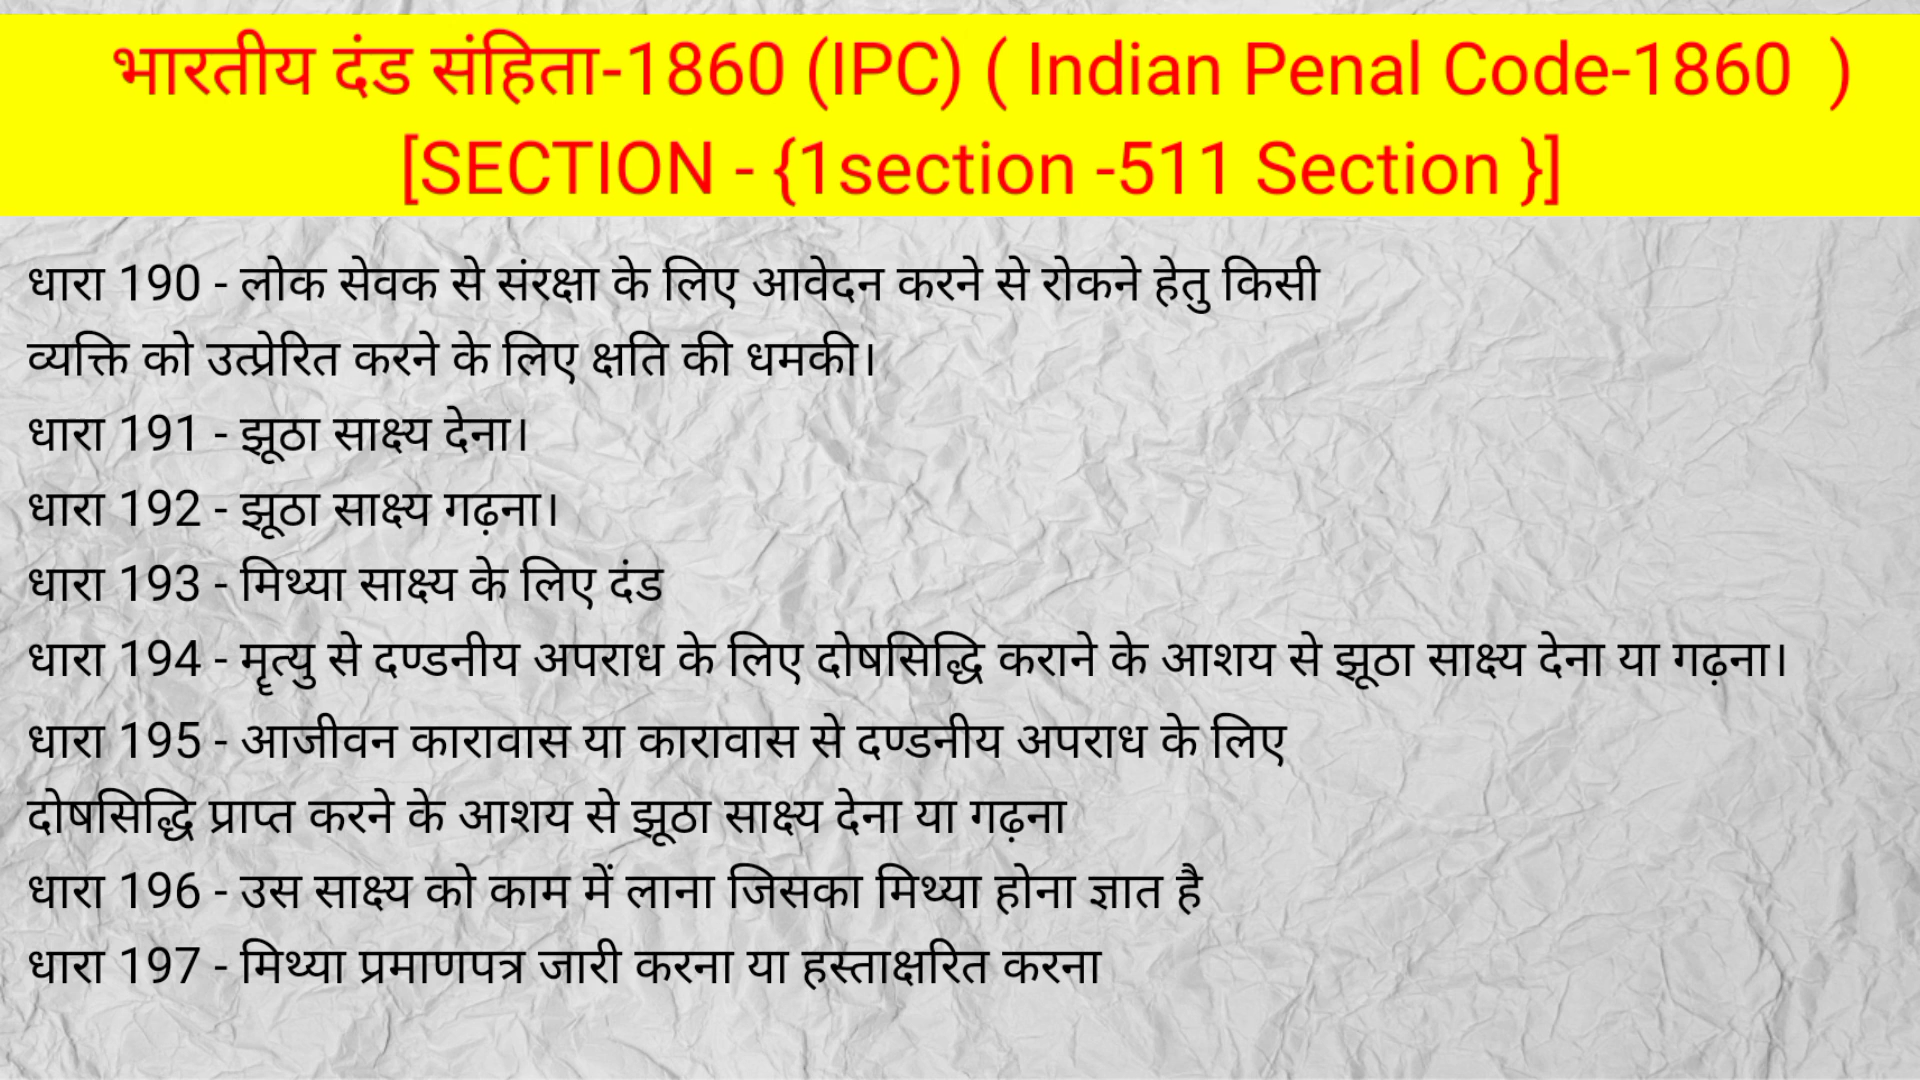 भारतीय दंड संहिता-1860 (IPC) ( Indian Penal Code-1860 )
[SECTION - {1section -511 Section }]
धारा 190 - लोक सेवक से संरक्षा के लिए आवेदन करने से रोकने हेतु किसी
व्यक्ति को उत्प्रेरित करने के लिए क्षति की धमकी।
धारा 191 - झूठा साक्ष्य देना।
धारा 192 - झूठा साक्ष्य गढ़ना।
धारा 193 - मिथ्या साक्ष्य के लिए दंड
धारा 194 - मॄत्यु से दण्डनीय अपराध के लिए दोषसिद्धि कराने के आशय से झूठा साक्ष्य देना या गढ़ना।
धारा 195 - आजीवन कारावास या कारावास से दण्डनीय अपराध के लिए
दोषसिद्धि प्राप्त करने के आशय से झूठा साक्ष्य देना या गढ़ना
धारा 196 - उस साक्ष्य को काम में लाना जिसका मिथ्या होना ज्ञात है
धारा 197 - मिथ्या प्रमाणपत्र जारी करना या हस्ताक्षरित करना